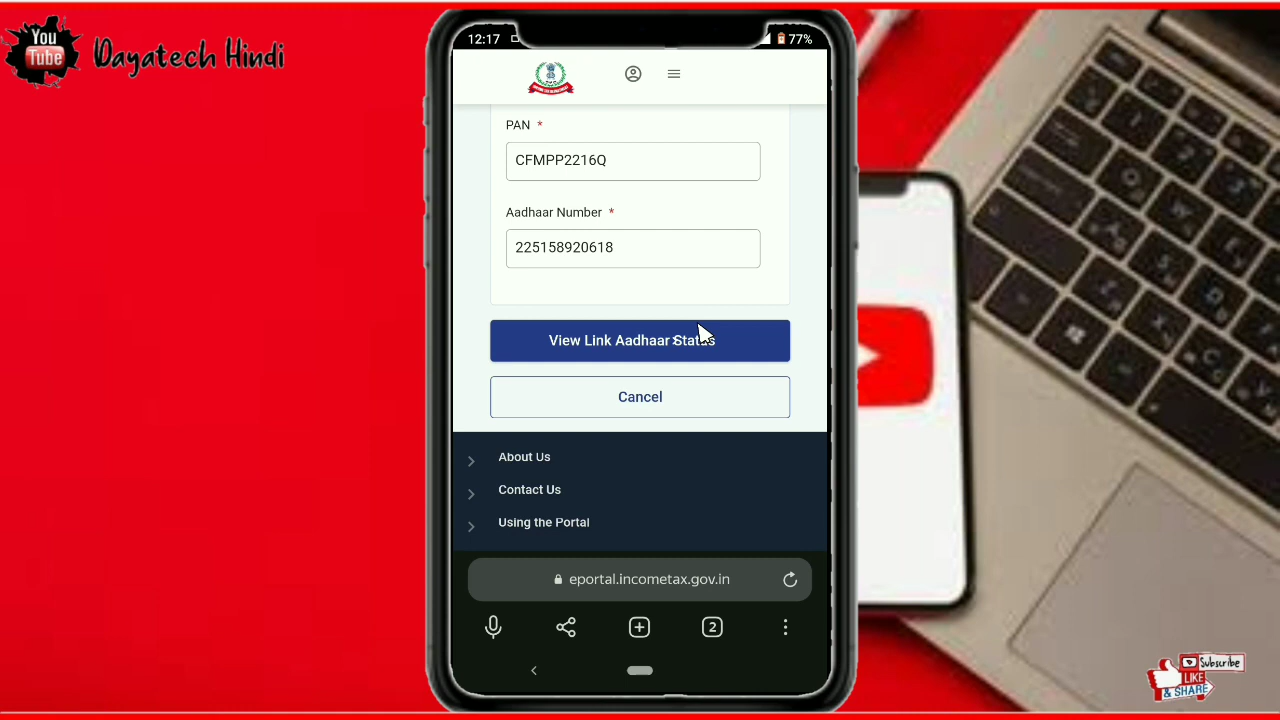 You
Tube
Dayatech Hindi
12:17
77%
PAN *
CFMPP2216Q
Aadhaar Number *
225158920618
View Link Aadhaar Status
Cancel
About Us
Contact Us
Using the Portal
eportal.incometax.gov.in
2
Subscribe
LIKE
& SHARE